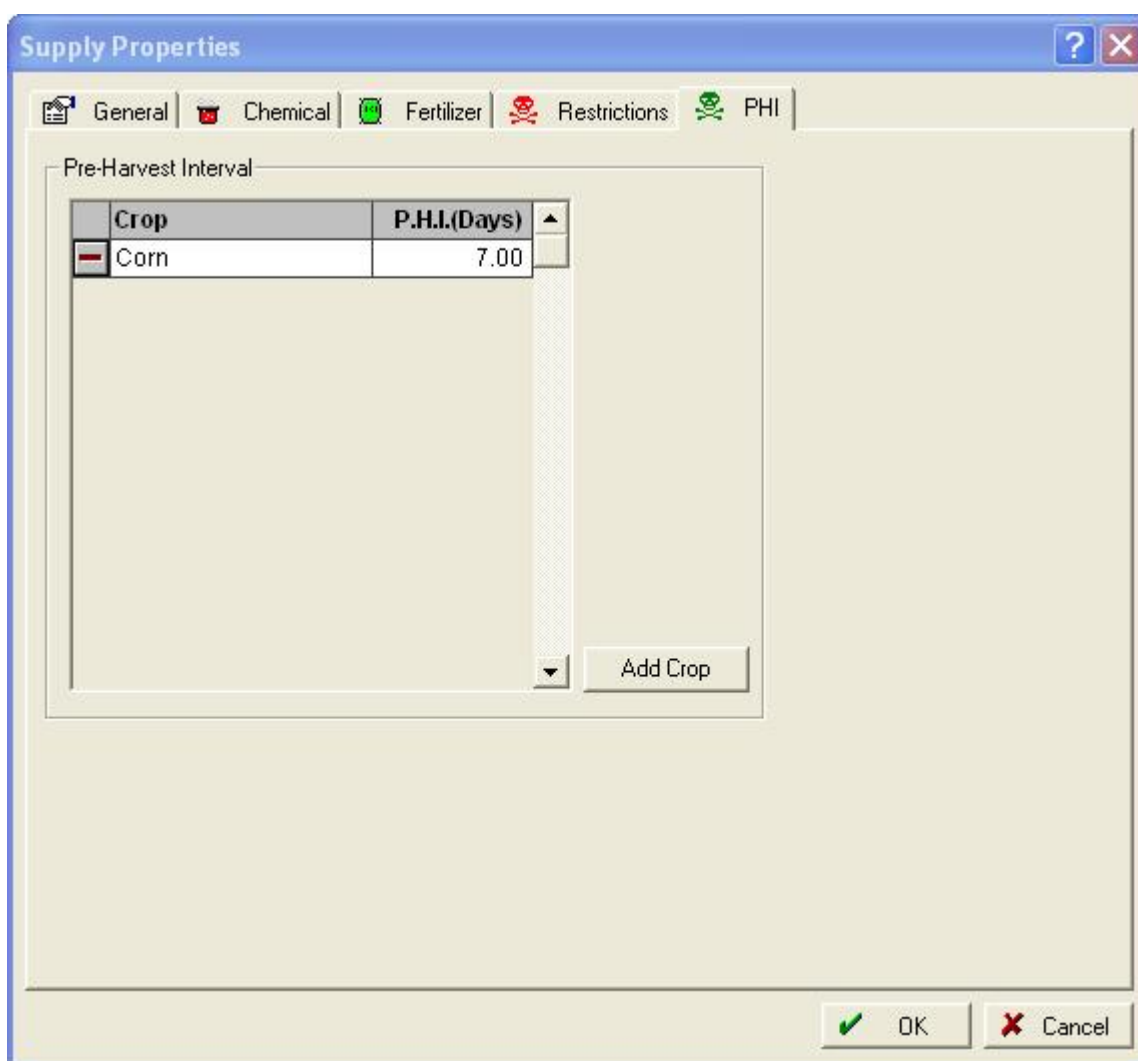 Supply Properties
General Chemical Fertilizer Restrictions PHI
Pre-Harvest Interval
Crop P.H.I.(Days)
Corn 7.00
Add Crop
OK Cancel